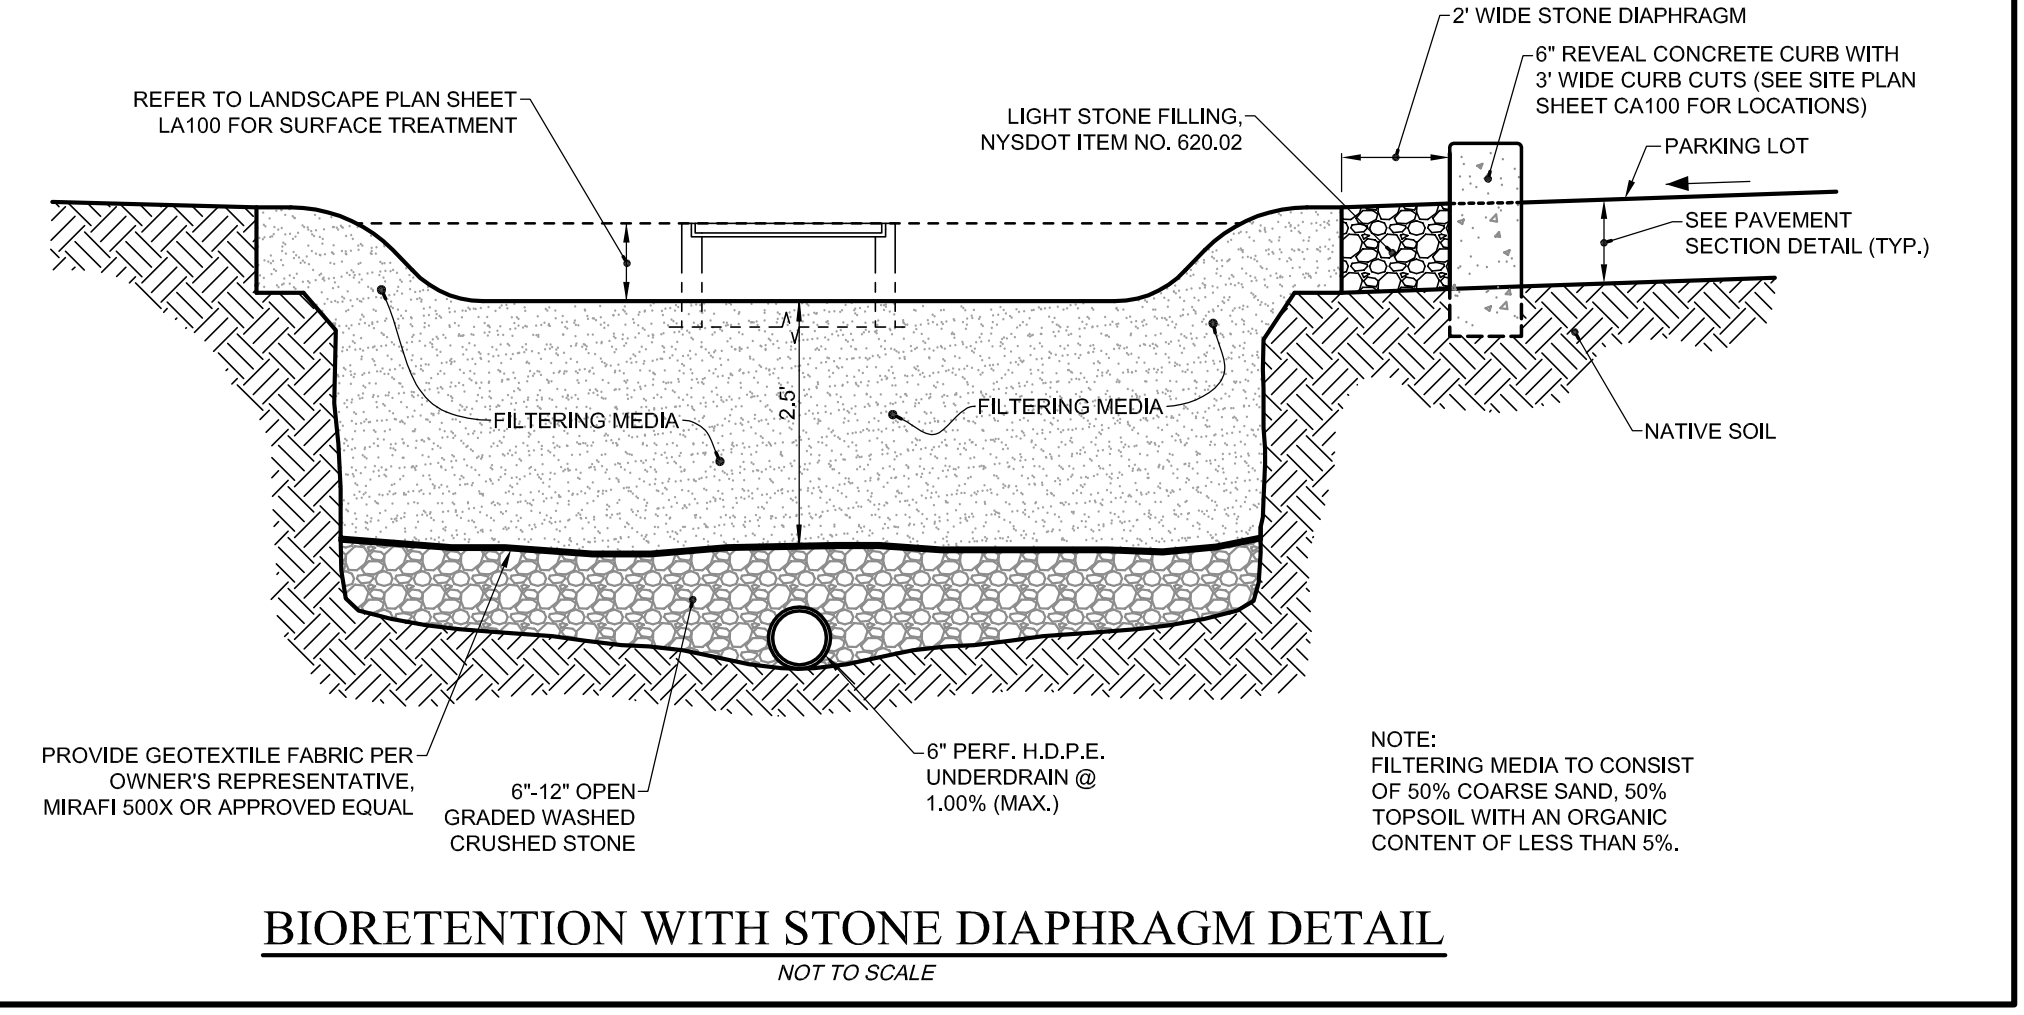 2' WIDE STONE DIAPHRAGM
6" REVEAL CONCRETE CURB WITH
3' WIDE CURB CUTS (SEE SITE PLAN
SHEET CA100 FOR LOCATIONS)
REFER TO LANDSCAPE PLAN SHEET
LA100 FOR SURFACE TREATMENT
LIGHT STONE FILLING,
NYSDOT ITEM NO. 620.02
PARKING LOT
SEE PAVEMENT
SECTION DETAIL (TYP.)
2.5'
FILTERING MEDIA
FILTERING MEDIA
NATIVE SOIL
PROVIDE GEOTEXTILE FABRIC PER
OWNER'S REPRESENTATIVE,
MIRAFI 500X OR APPROVED EQUAL
6"-12" OPEN
GRADED WASHED
CRUSHED STONE
6" PERF. H.D.P.E.
UNDERDRAIN @
1.00% (MAX.)
NOTE:
FILTERING MEDIA TO CONSIST
OF 50% COARSE SAND, 50%
TOPSOIL WITH AN ORGANIC
CONTENT OF LESS THAN 5%.
BIORETENTION WITH STONE DIAPHRAGM DETAIL
NOT TO SCALE